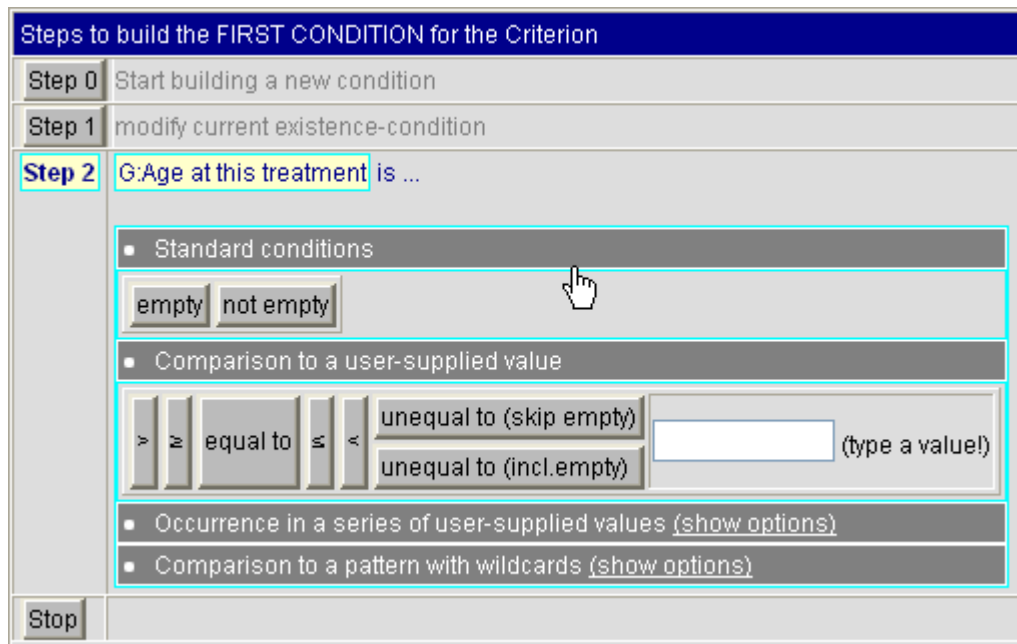 Steps to build the FIRST CONDITION for the Criterion
Step 0 Start building a new condition
Step 1 modify current existence-condition
Step 2 G:Age at this treatment is ...
Standard conditions
empty not empty
Comparison to a user-supplied value
> ≥ equal to ≤ < unequal to (skip empty)
unequal to (incl.empty)
(type a value!)
Occurrence in a series of user-supplied values (show options)
Comparison to a pattern with wildcards (show options)
Stop